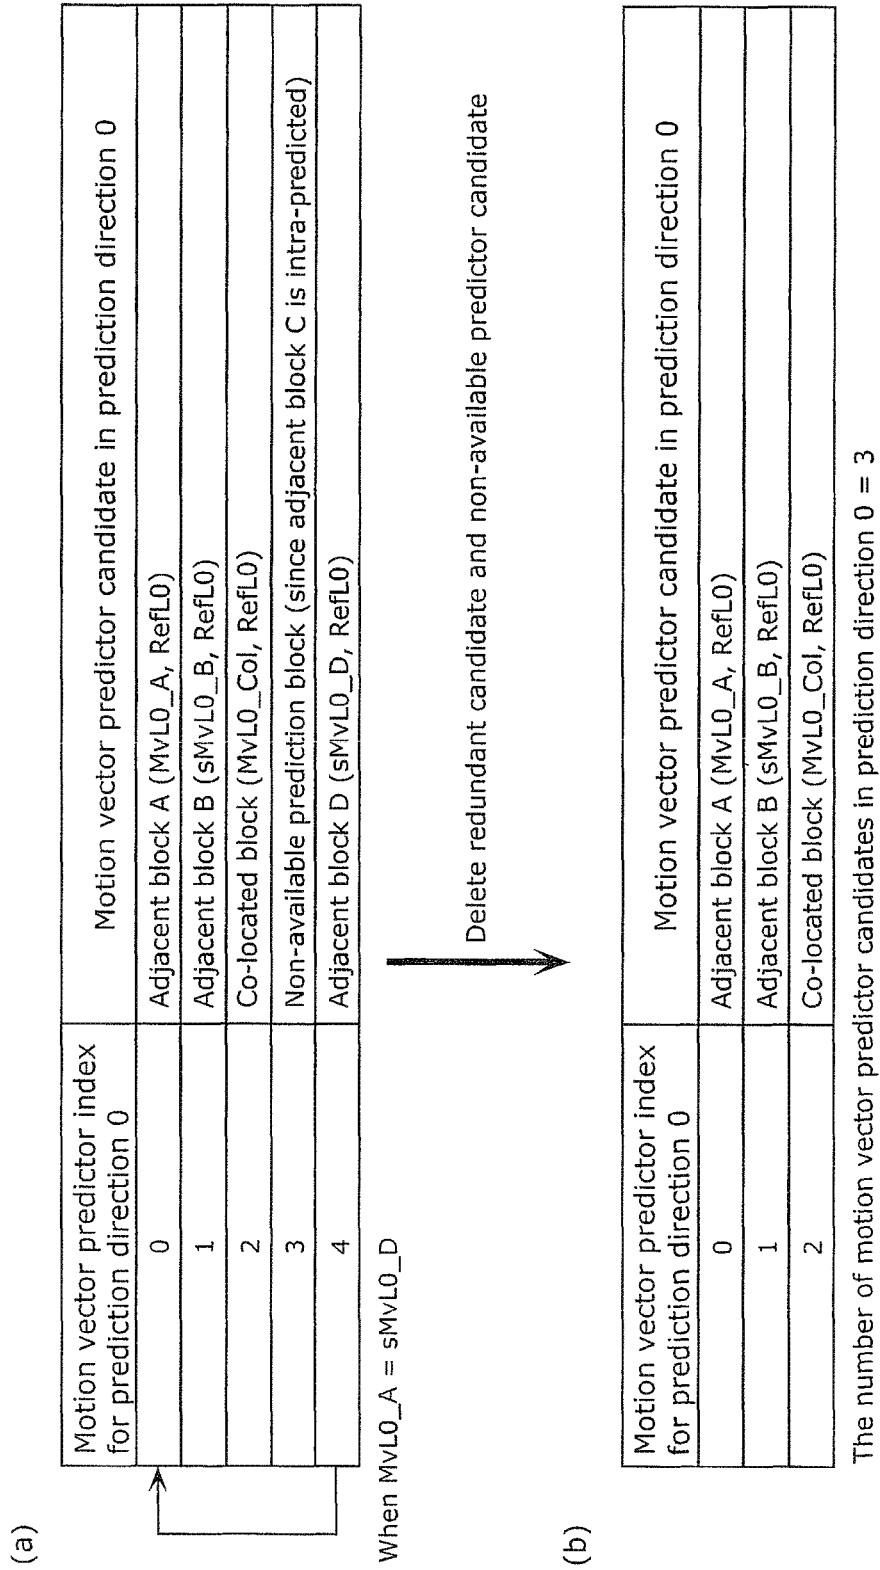 (a)
Motion vector predictor index
for prediction direction 0
Motion vector predictor candidate in prediction direction 0
0
Adjacent block A (MvL0_A, RefL0)
1
Adjacent block B (sMvL0_B, RefL0)
2
Co-located block (MvL0_Col, RefL0)
3
Non-available prediction block (since adjacent block C is intra-predicted)
4
Adjacent block D (sMvL0_D, RefL0)
When MvL0_A = sMvL0_D
Delete redundant candidate and non-available predictor candidate
(b)
Motion vector predictor index
for prediction direction 0
Motion vector predictor candidate in prediction direction 0
0
Adjacent block A (MvL0_A, RefL0)
1
Adjacent block B (sMvL0_B, RefL0)
2
Co-located block (MvL0_Col, RefL0)
The number of motion vector predictor candidates in prediction direction 0 = 3